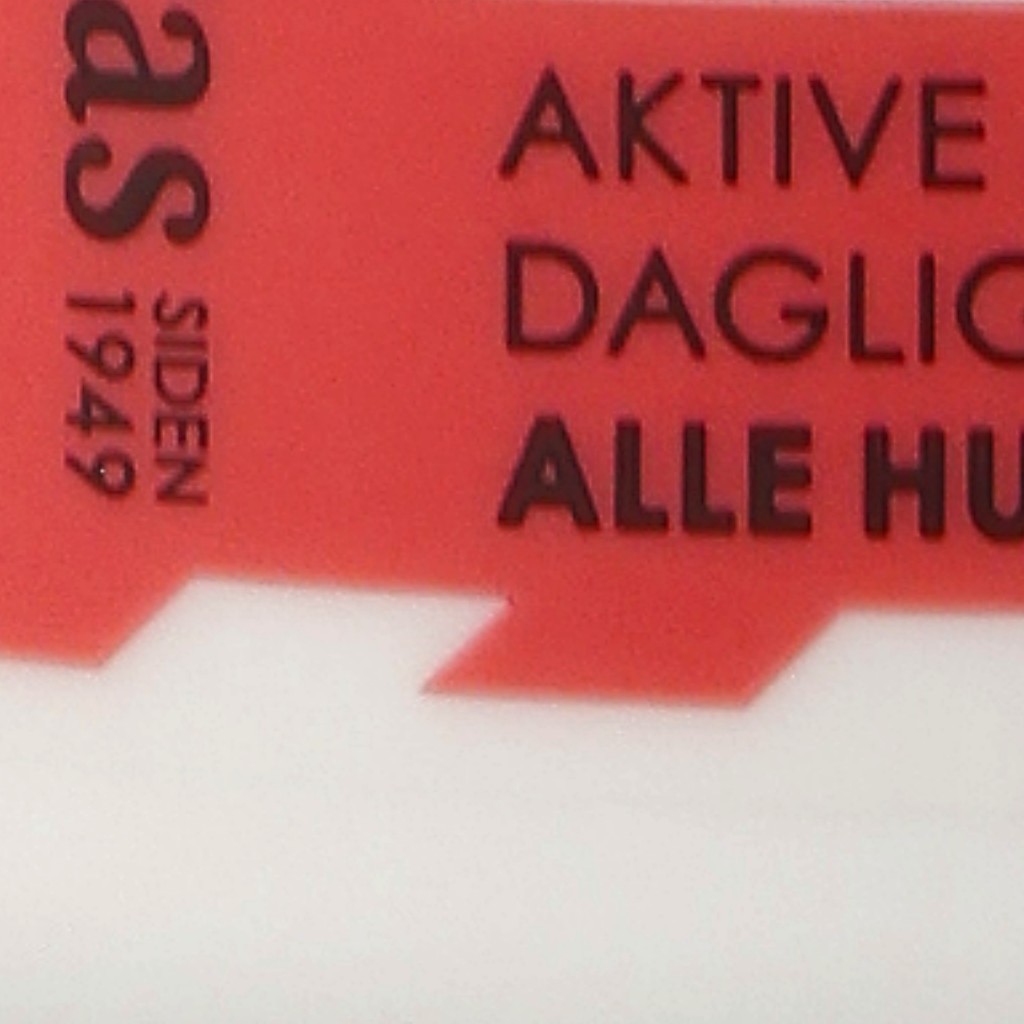 as
SIDEN
1949
AKTIVE
DAGLIG
ALLE HU